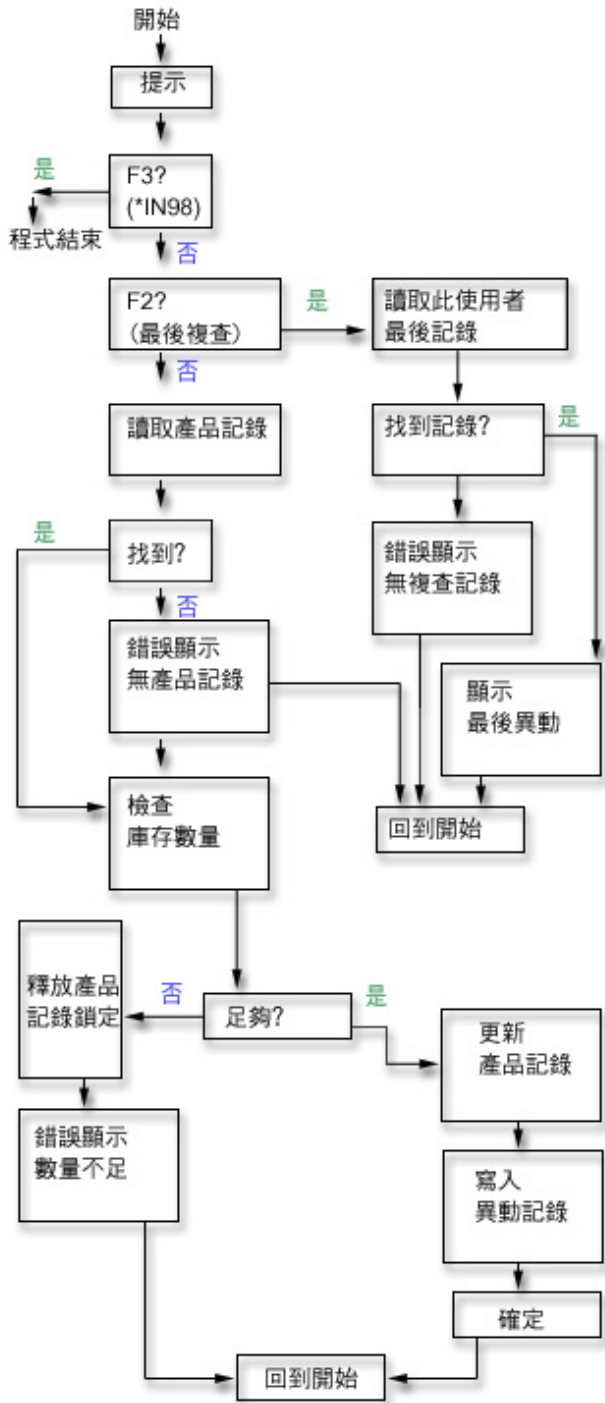 開始
提示
是
F3?
(*IN98)
程式結束
否
F2?
(最後複查)
是
讀取此使用者
最後記錄
否
讀取產品記錄
找到記錄?
是
是
找到?
錯誤顯示
無複查記錄
否
錯誤顯示
無產品記錄
顯示
最後異動
檢查
庫存數量
回到開始
釋放產品
記錄鎖定
否
足夠?
是
更新
產品記錄
錯誤顯示
數量不足
寫入
異動記錄
確定
回到開始